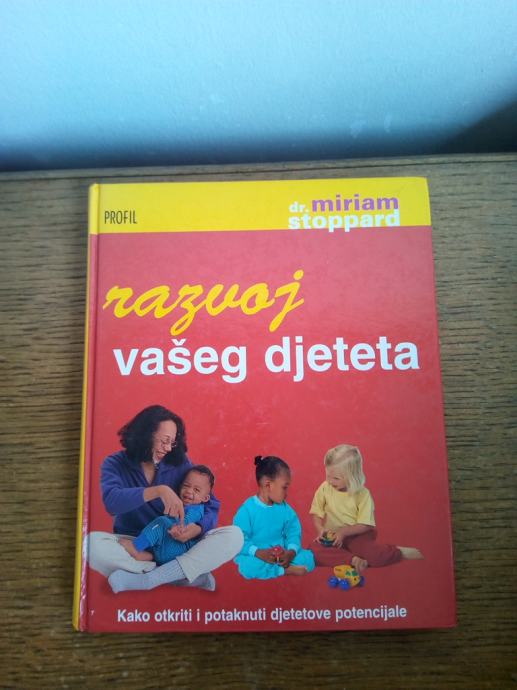 PROFIL
dr. miriam
stoppard
razvoj
vašeg djeteta
Kako otkriti i potaknuti djetetove potencijale